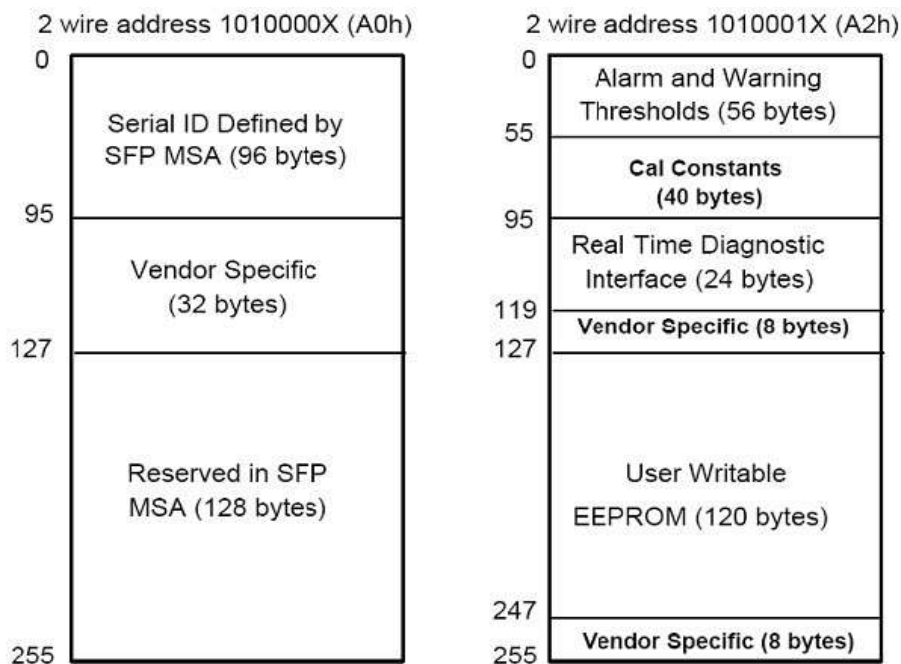 2 wire address 1010000X (A0h)
0
Serial ID Defined by
SFP MSA (96 bytes)
95
Vendor Specific
(32 bytes)
127
Reserved in SFP
MSA (128 bytes)
255
2 wire address 1010001X (A2h)
0
Alarm and Warning
Thresholds (56 bytes)
55
Cal Constants
(40 bytes)
95
Real Time Diagnostic
Interface (24 bytes)
119
Vendor Specific (8 bytes)
127
User Writable
EEPROM (120 bytes)
247
Vendor Specific (8 bytes)
255